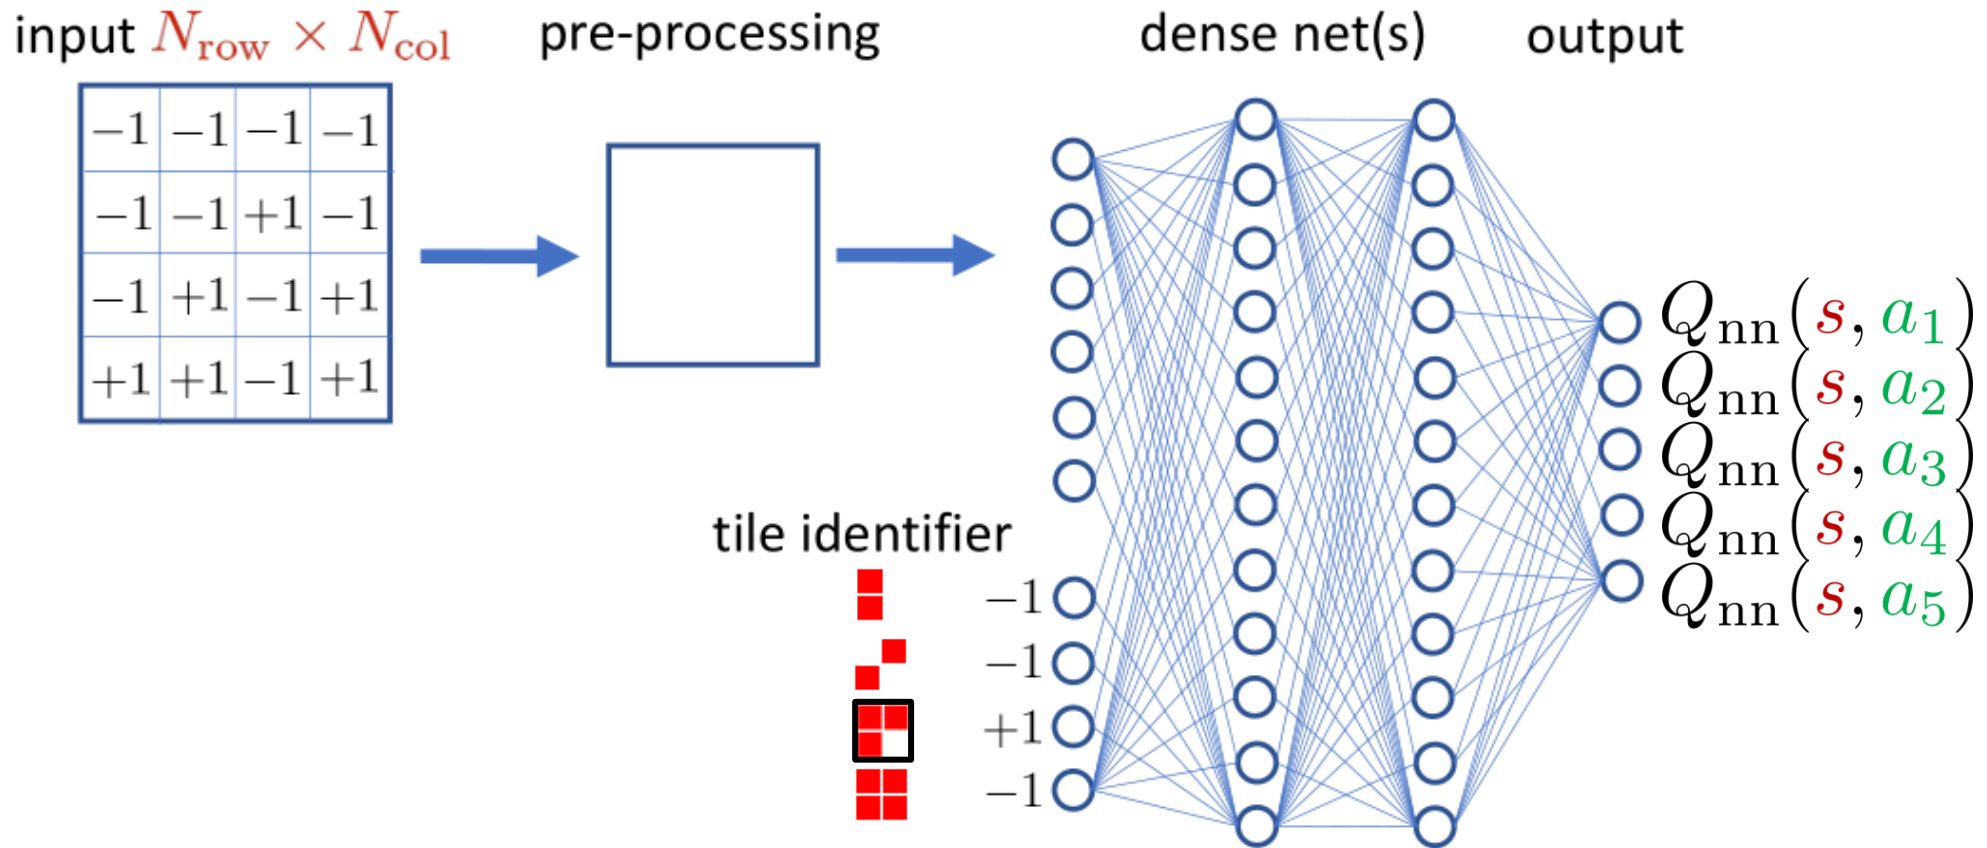 input N_row × N_col
pre-processing
dense net(s)
output
−1 −1 −1 −1
−1 −1 +1 −1
−1 +1 −1 +1
+1 +1 −1 +1
Q_nn(s, a_1)
Q_nn(s, a_2)
Q_nn(s, a_3)
Q_nn(s, a_4)
Q_nn(s, a_5)
tile identifier
−1
−1
+1
−1